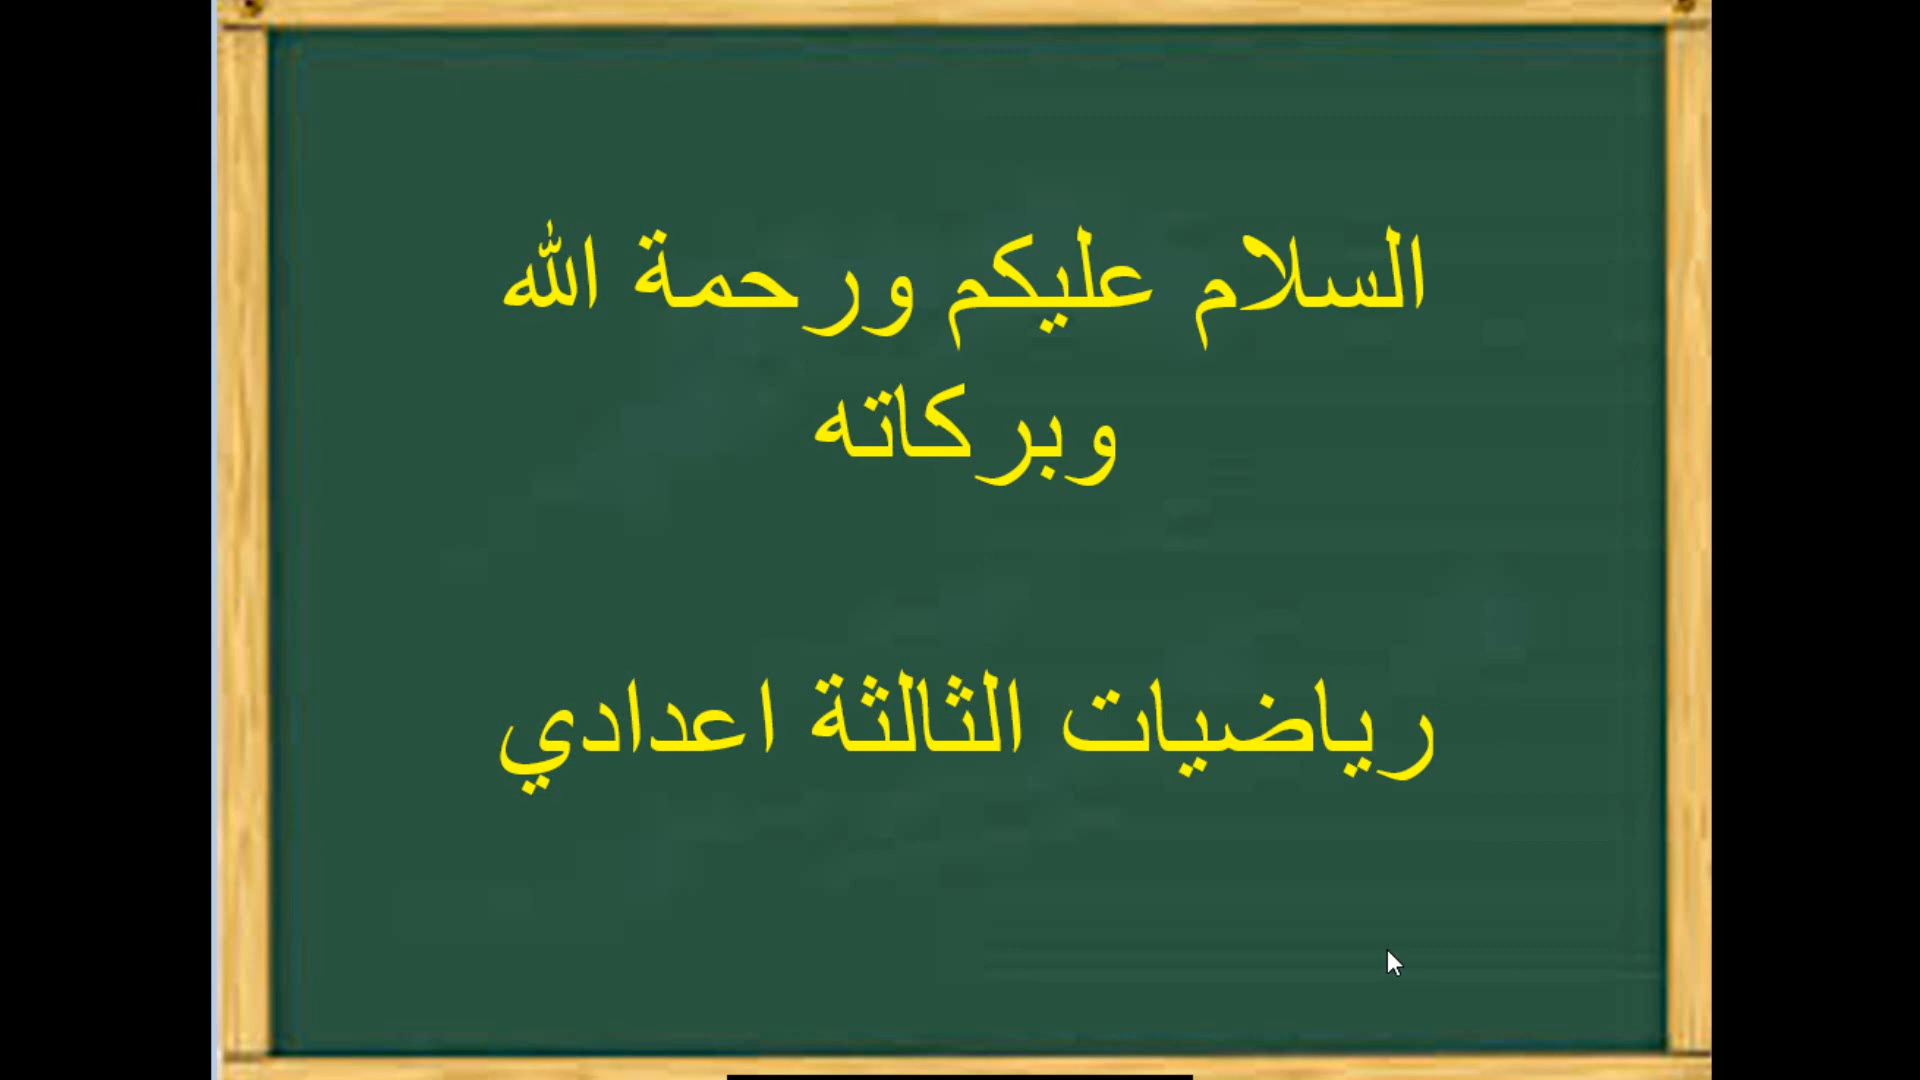 السلام عليكم ورحمة الله
وبركاته
رياضيات الثالثة اعدادي